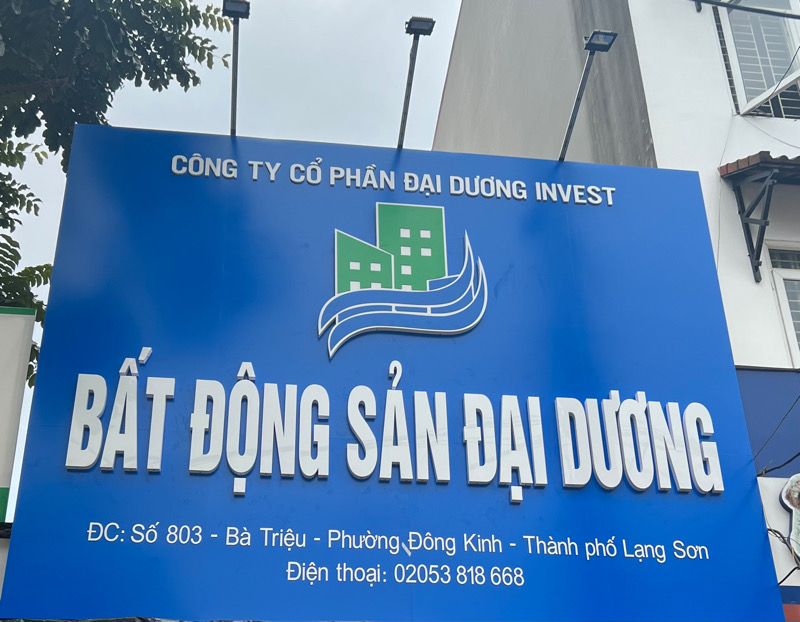 CÔNG TY CỔ PHẦN ĐẠI DƯƠNG INVEST
BẤT ĐỘNG SẢN ĐẠI DƯƠNG
ĐC: Số 803 - Bà Triệu - Phường Đông Kinh - Thành phố Lạng Sơn
Điện thoại: 02053 818 668